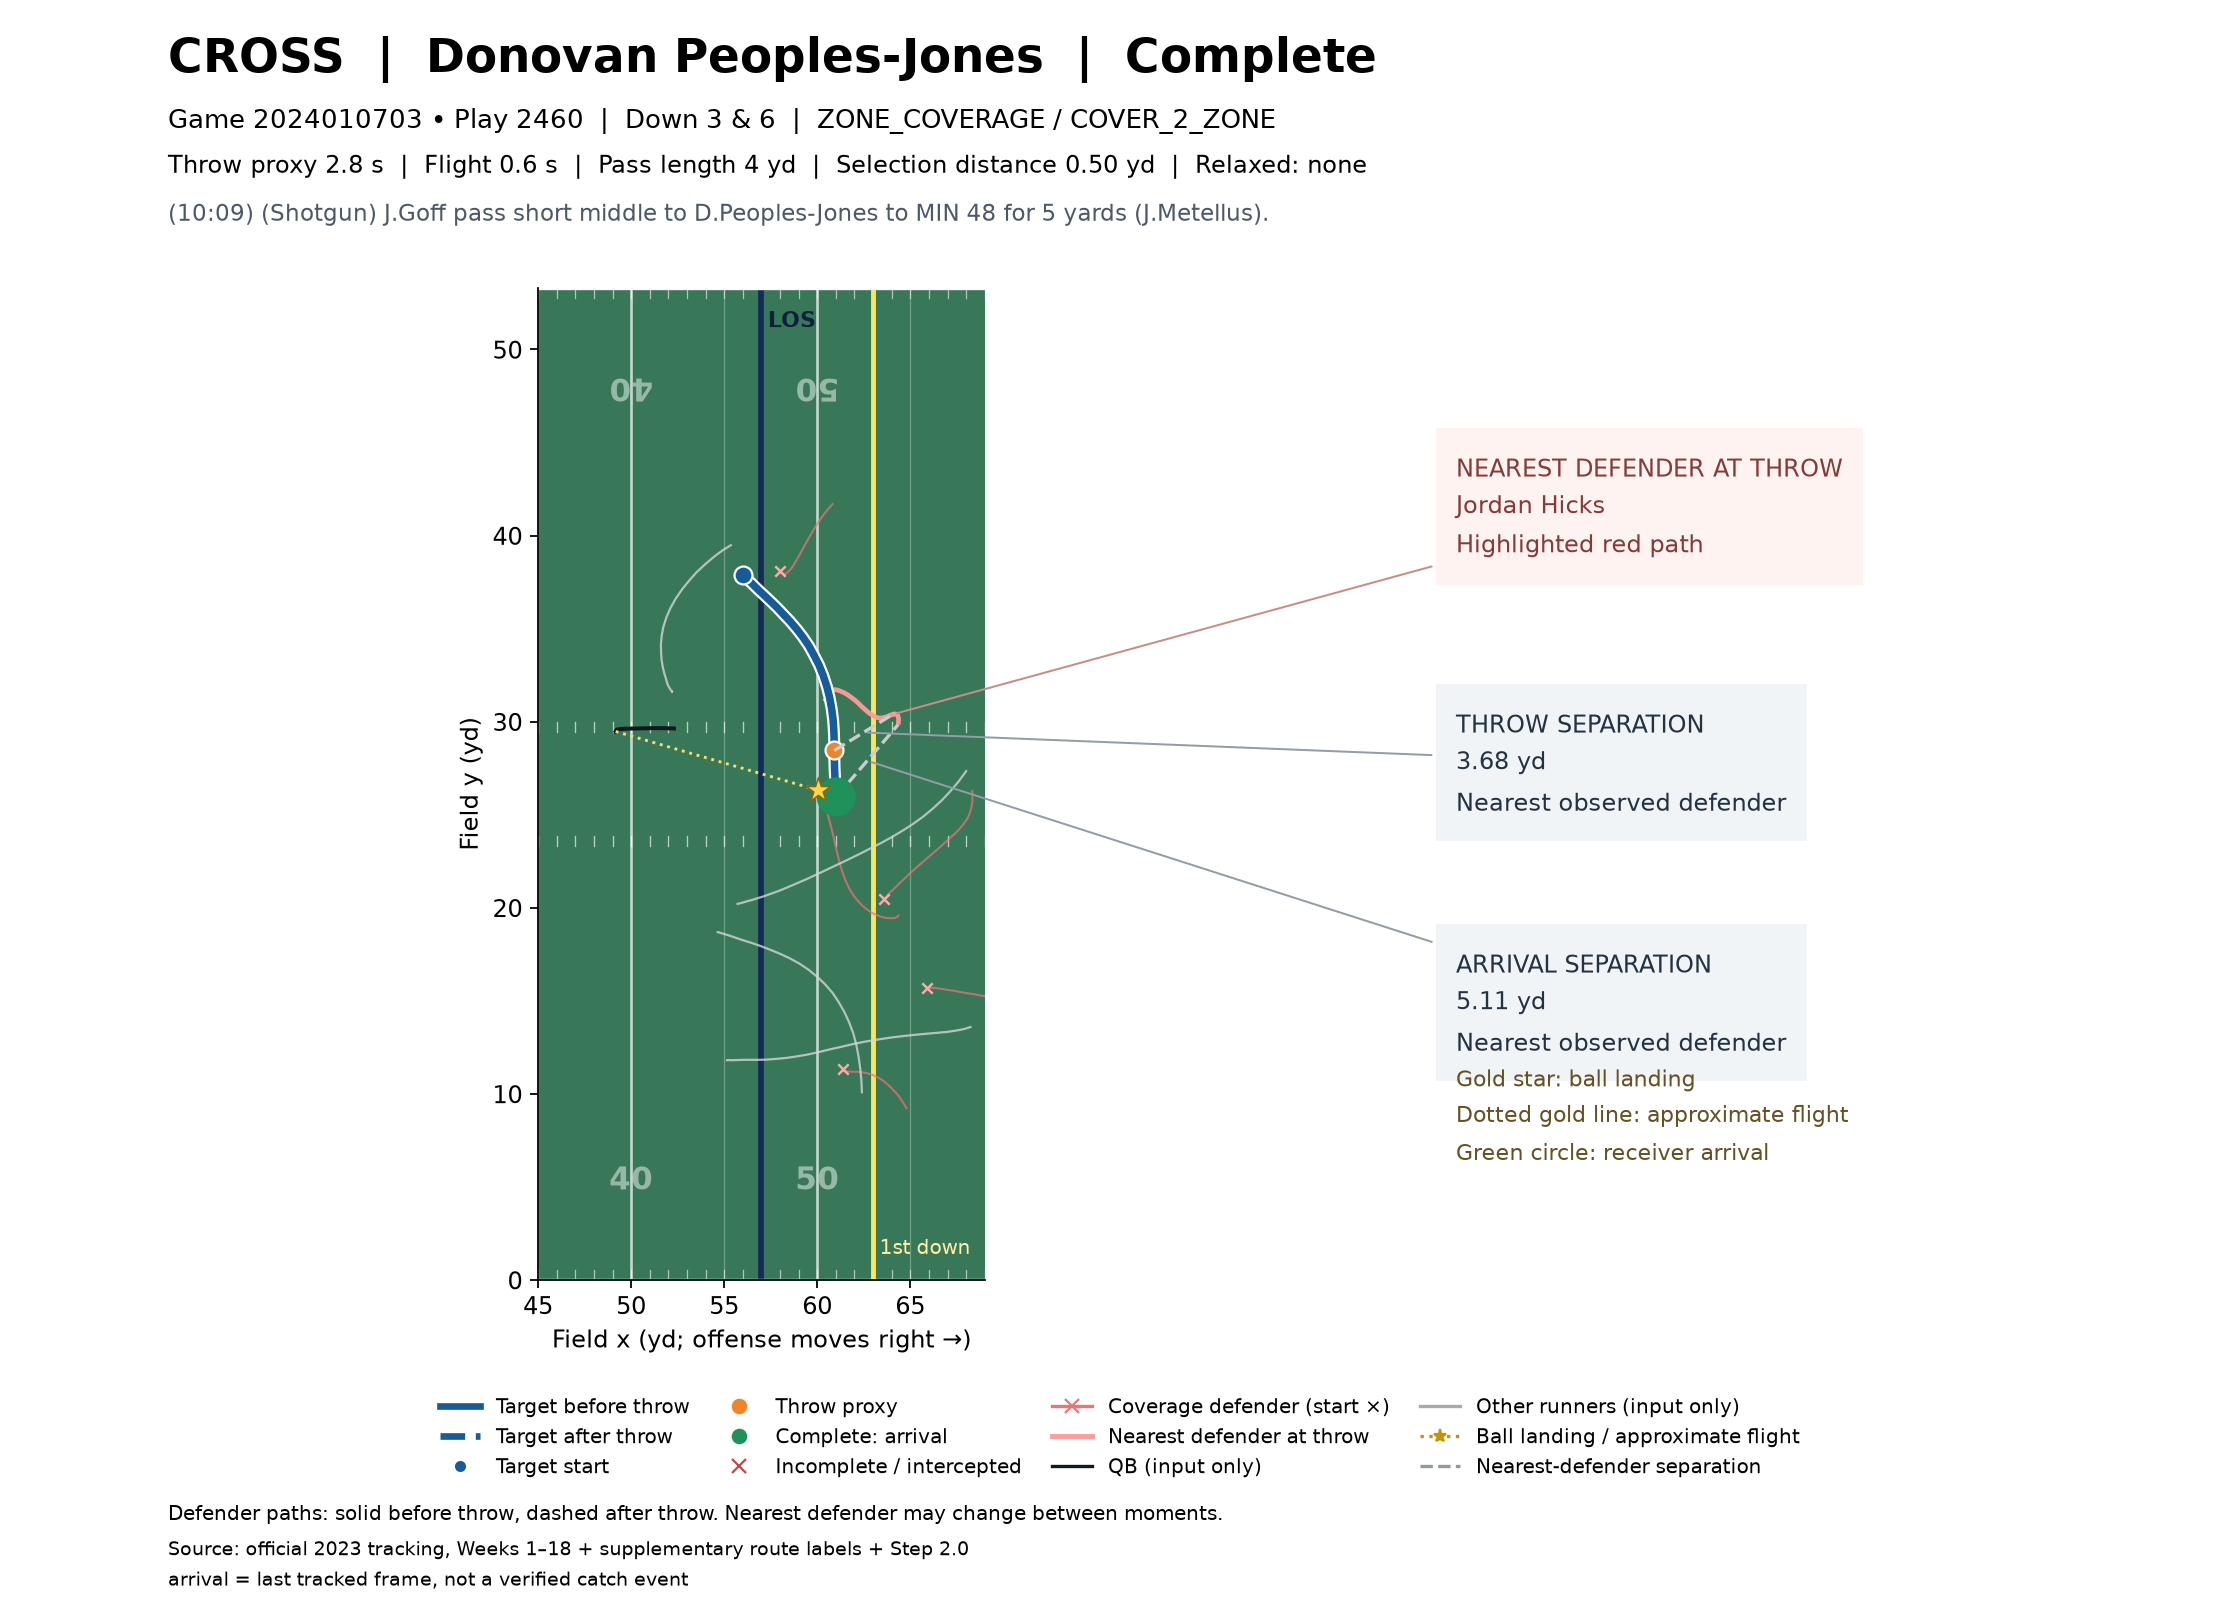 CROSS | Donovan Peoples-Jones | Complete
Game 2024010703 • Play 2460 | Down 3 & 6 | ZONE_COVERAGE / COVER_2_ZONE
Throw proxy 2.8 s | Flight 0.6 s | Pass length 4 yd | Selection distance 0.50 yd | Relaxed: none
(10:09) (Shotgun) J.Goff pass short middle to D.Peoples-Jones to MIN 48 for 5 yards (J.Metellus).
LOS
40 50
50
40
30
20
10
0
Field y (yd)
40 50
1st down
45 50 55 60 65
Field x (yd; offense moves right →)
NEAREST DEFENDER AT THROW
Jordan Hicks
Highlighted red path
THROW SEPARATION
3.68 yd
Nearest observed defender
ARRIVAL SEPARATION
5.11 yd
Nearest observed defender
Gold star: ball landing
Dotted gold line: approximate flight
Green circle: receiver arrival
Target before throw
Target after throw
Target start
Throw proxy
Complete: arrival
Incomplete / intercepted
Coverage defender (start ×)
Nearest defender at throw
QB (input only)
Other runners (input only)
Ball landing / approximate flight
Nearest-defender separation
Defender paths: solid before throw, dashed after throw. Nearest defender may change between moments.
Source: official 2023 tracking, Weeks 1–18 + supplementary route labels + Step 2.0
arrival = last tracked frame, not a verified catch event